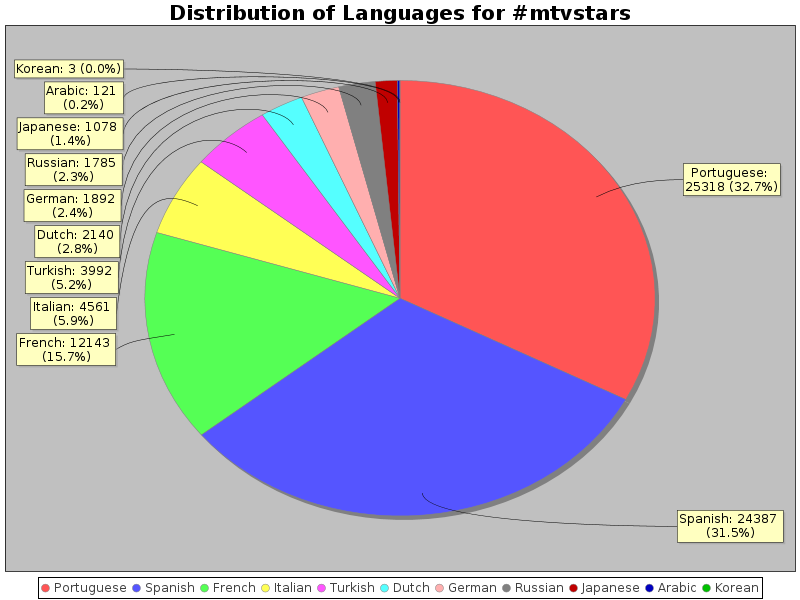 Distribution of Languages for #mtvstars
Korean: 3 (0.0%)
Arabic: 121
(0.2%)
Japanese: 1078
(1.4%)
Russian: 1785
(2.3%)
German: 1892
(2.4%)
Dutch: 2140
(2.8%)
Turkish: 3992
(5.2%)
Italian: 4561
(5.9%)
French: 12143
(15.7%)
Portuguese:
25318 (32.7%)
Spanish: 24387
(31.5%)
Portuguese Spanish French Italian Turkish Dutch German Russian Japanese Arabic Korean